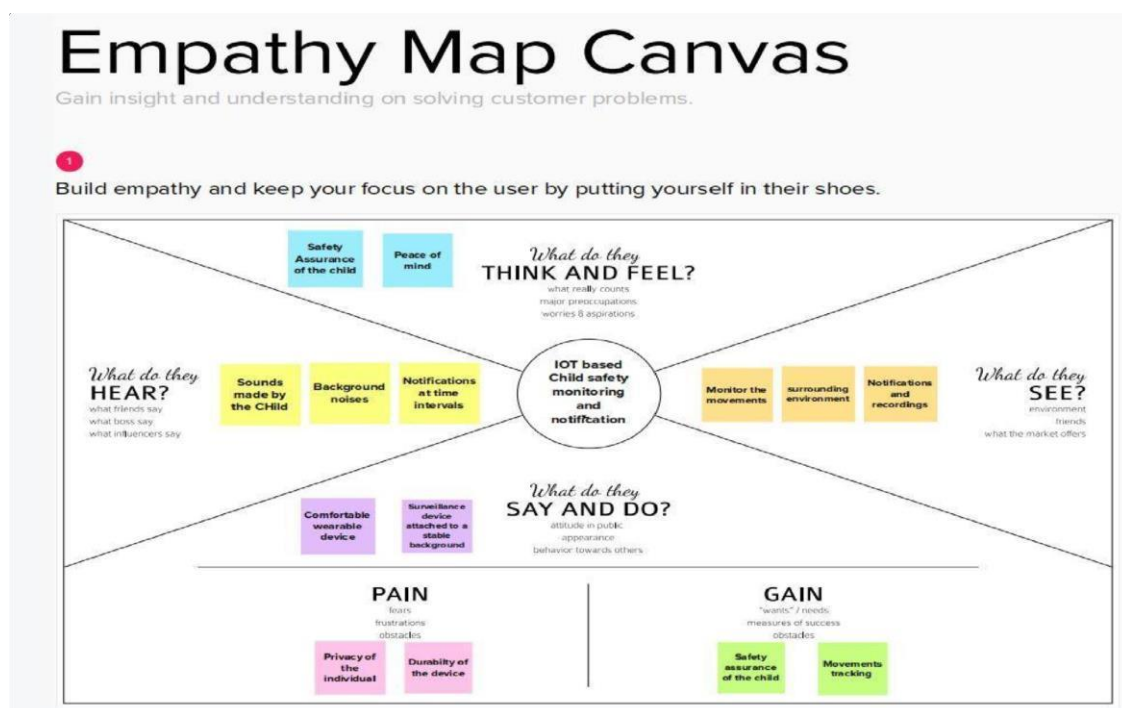 Empathy Map Canvas
Gain insight and understanding on solving customer problems.
1
Build empathy and keep your focus on the user by putting yourself in their shoes.
Safety
Assurance
of the child
Peace of
mind
What do they
THINK AND FEEL?
what really counts
major preoccupations
worries & aspirations
What do they
HEAR?
what friends say
what boss say
what influencers say
Sounds
made by
the CHild
Background
noises
Notifications
at time
intervals
IOT based
Child safety
monitoring
and
notification
Monitor the
movements
surrounding
environment
Notifications
and
recordings
What do they
SEE?
environment
friends
what the market offers
Comfortable
wearable
device
Surveillance
device
attached to a
stable
background
What do they
SAY AND DO?
attitude in public
appearance
behavior towards others
PAIN
fears
frustrations
obstacles
Privacy of
the
individual
Durabilty of
the device
GAIN
"wants" / needs
measures of success
obstacles
Safety
assurance
of the child
Movements
tracking